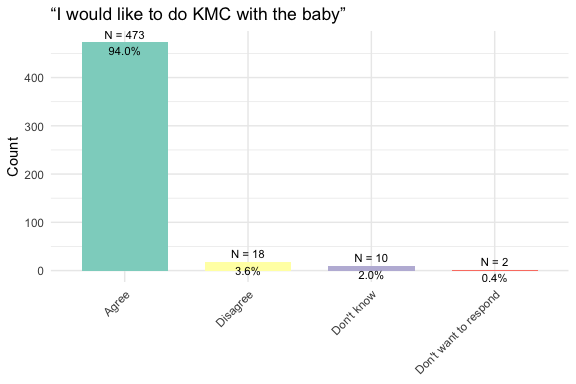 “I would like to do KMC with the baby”
N = 473
94.0%
400
300
200
100
0
Count
N = 18
3.6%
N = 10
2.0%
N = 2
0.4%
Agree
Disagree
Don't know
Don't want to respond